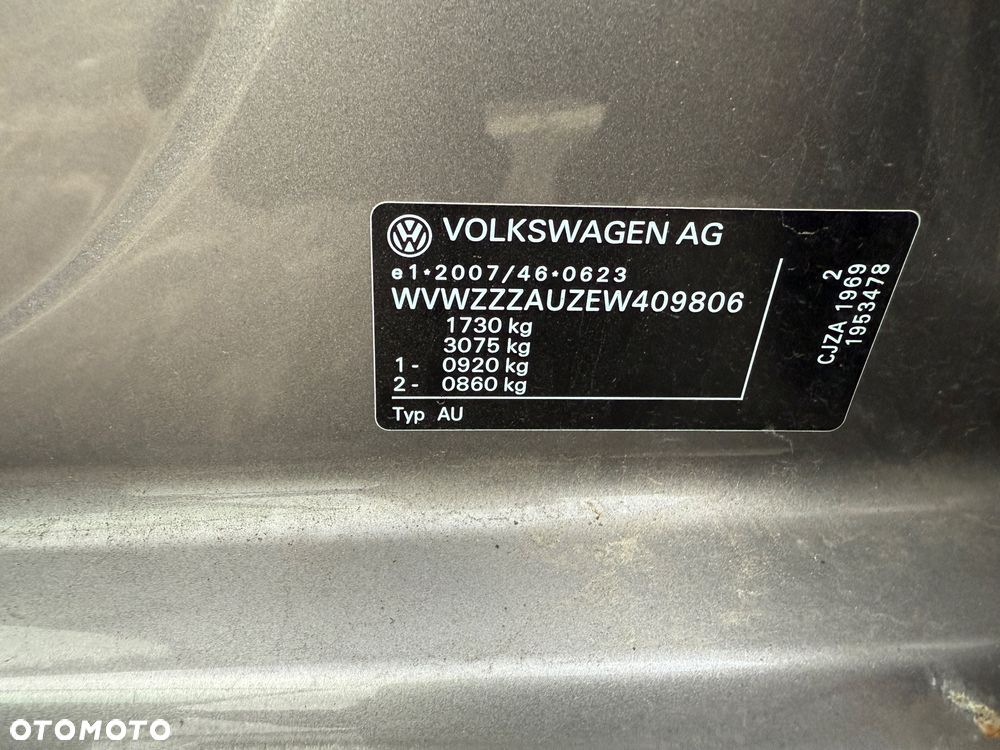 VOLKSWAGEN AG
e1*2007/46*0623
WVWZZZAUZEW409806
1730 kg
3075 kg
1 - 0920 kg
2 - 0860 kg
Typ AU
2
CJZA 1969
1953478
OTOMOTO